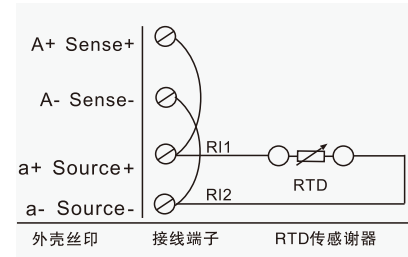 A+ Sense+
A- Sense-
RI1
a+ Source+
RTD
RI2
a- Source-
外壳丝印 接线端子 RTD传感谢器